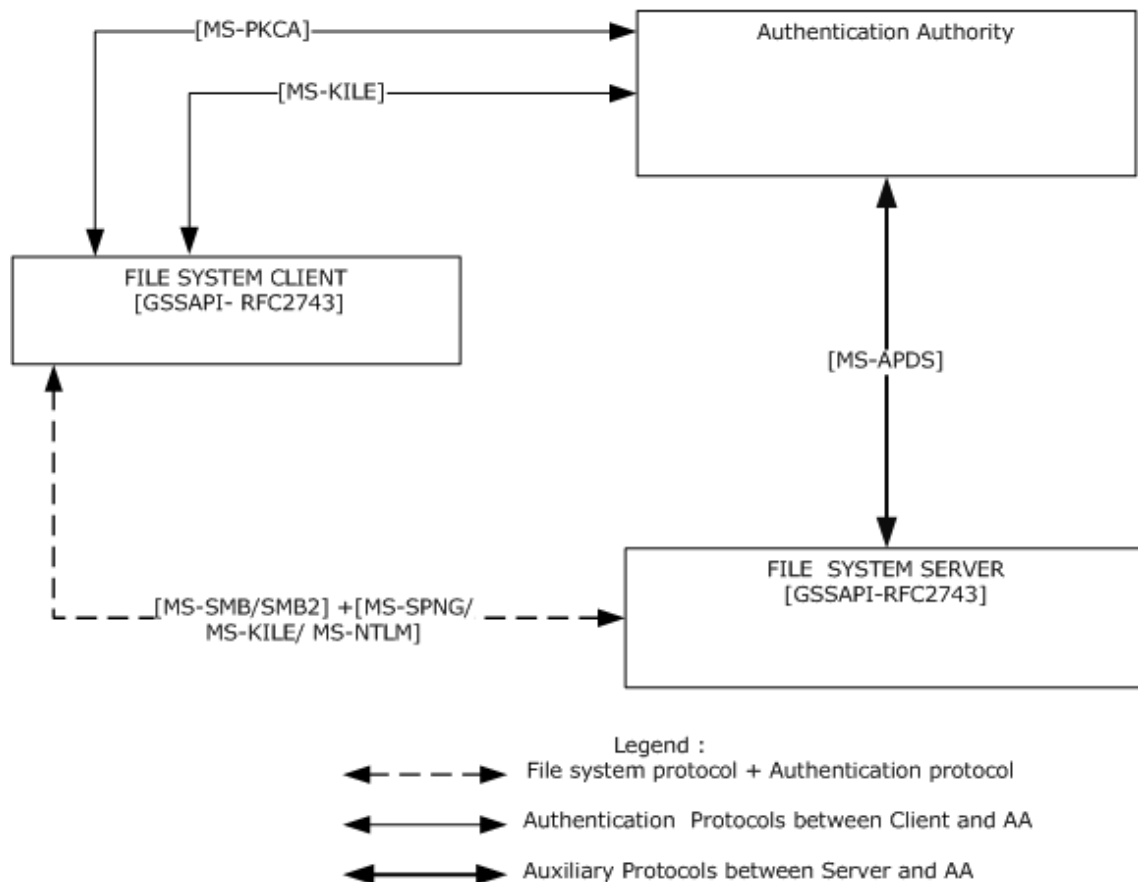 [MS-PKCA]
Authentication Authority
[MS-KILE]
FILE SYSTEM CLIENT
[GSSAPI- RFC2743]
[MS-APDS]
FILE SYSTEM SERVER
[GSSAPI-RFC2743]
[MS-SMB/SMB2] +[MS-SPNG/
MS-KILE/ MS-NTLM]
Legend :
File system protocol + Authentication protocol
Authentication Protocols between Client and AA
Auxiliary Protocols between Server and AA